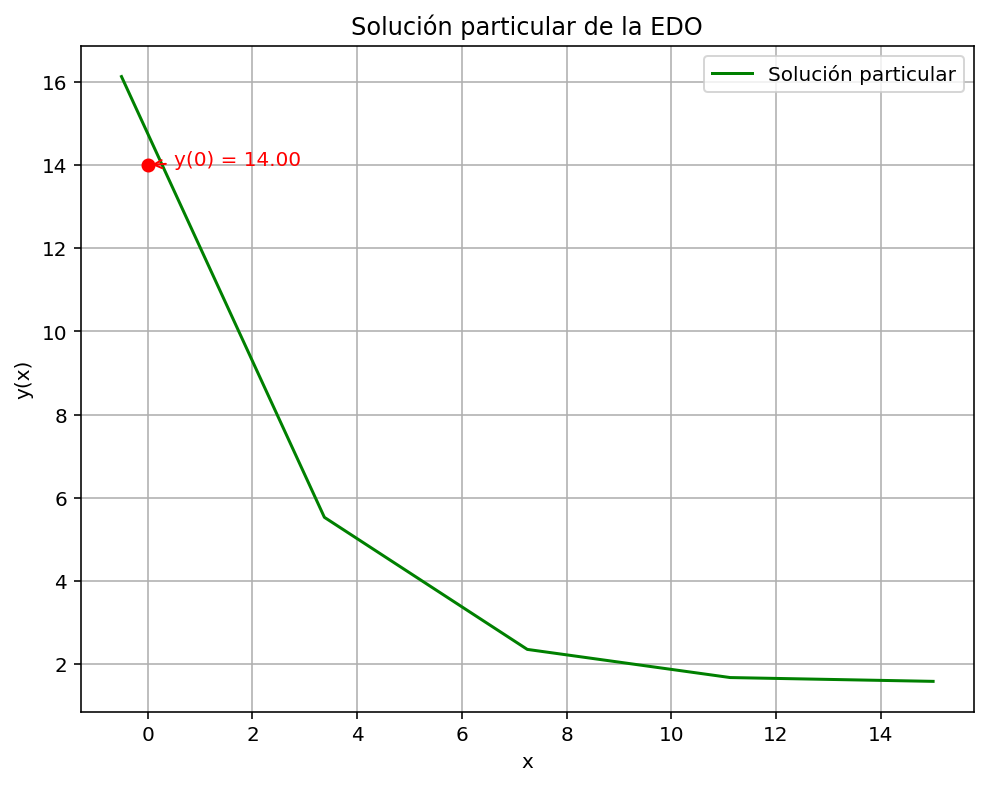 Solución particular de la EDO
Solución particular
y(0) = 14.00
16
14
12
10
8
6
4
2
y(x)
0 2 4 6 8 10 12 14
x